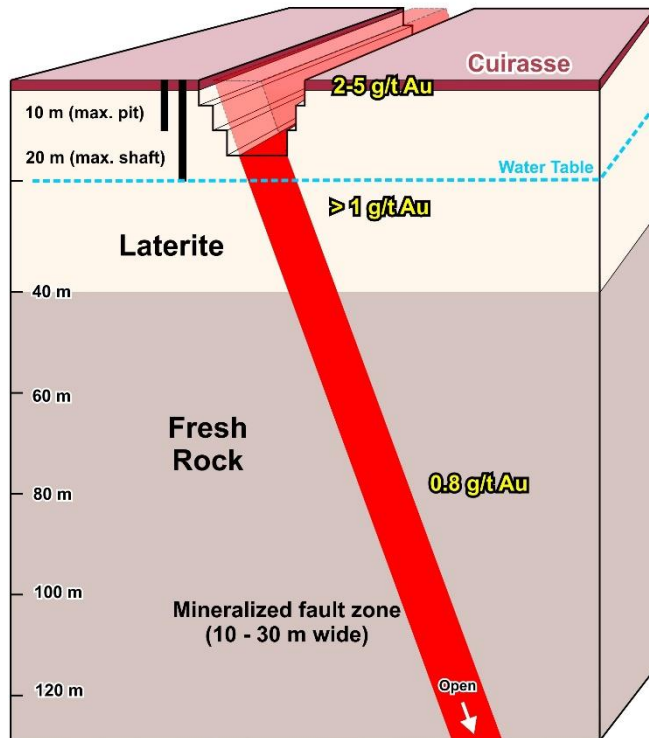 Cuirasse
2-5 g/t Au
10 m (max. pit)
20 m (max. shaft)
Water Table
> 1 g/t Au
Laterite
40 m
60 m
Fresh
Rock
80 m
0.8 g/t Au
100 m
Mineralized fault zone
(10 - 30 m wide)
Open
120 m